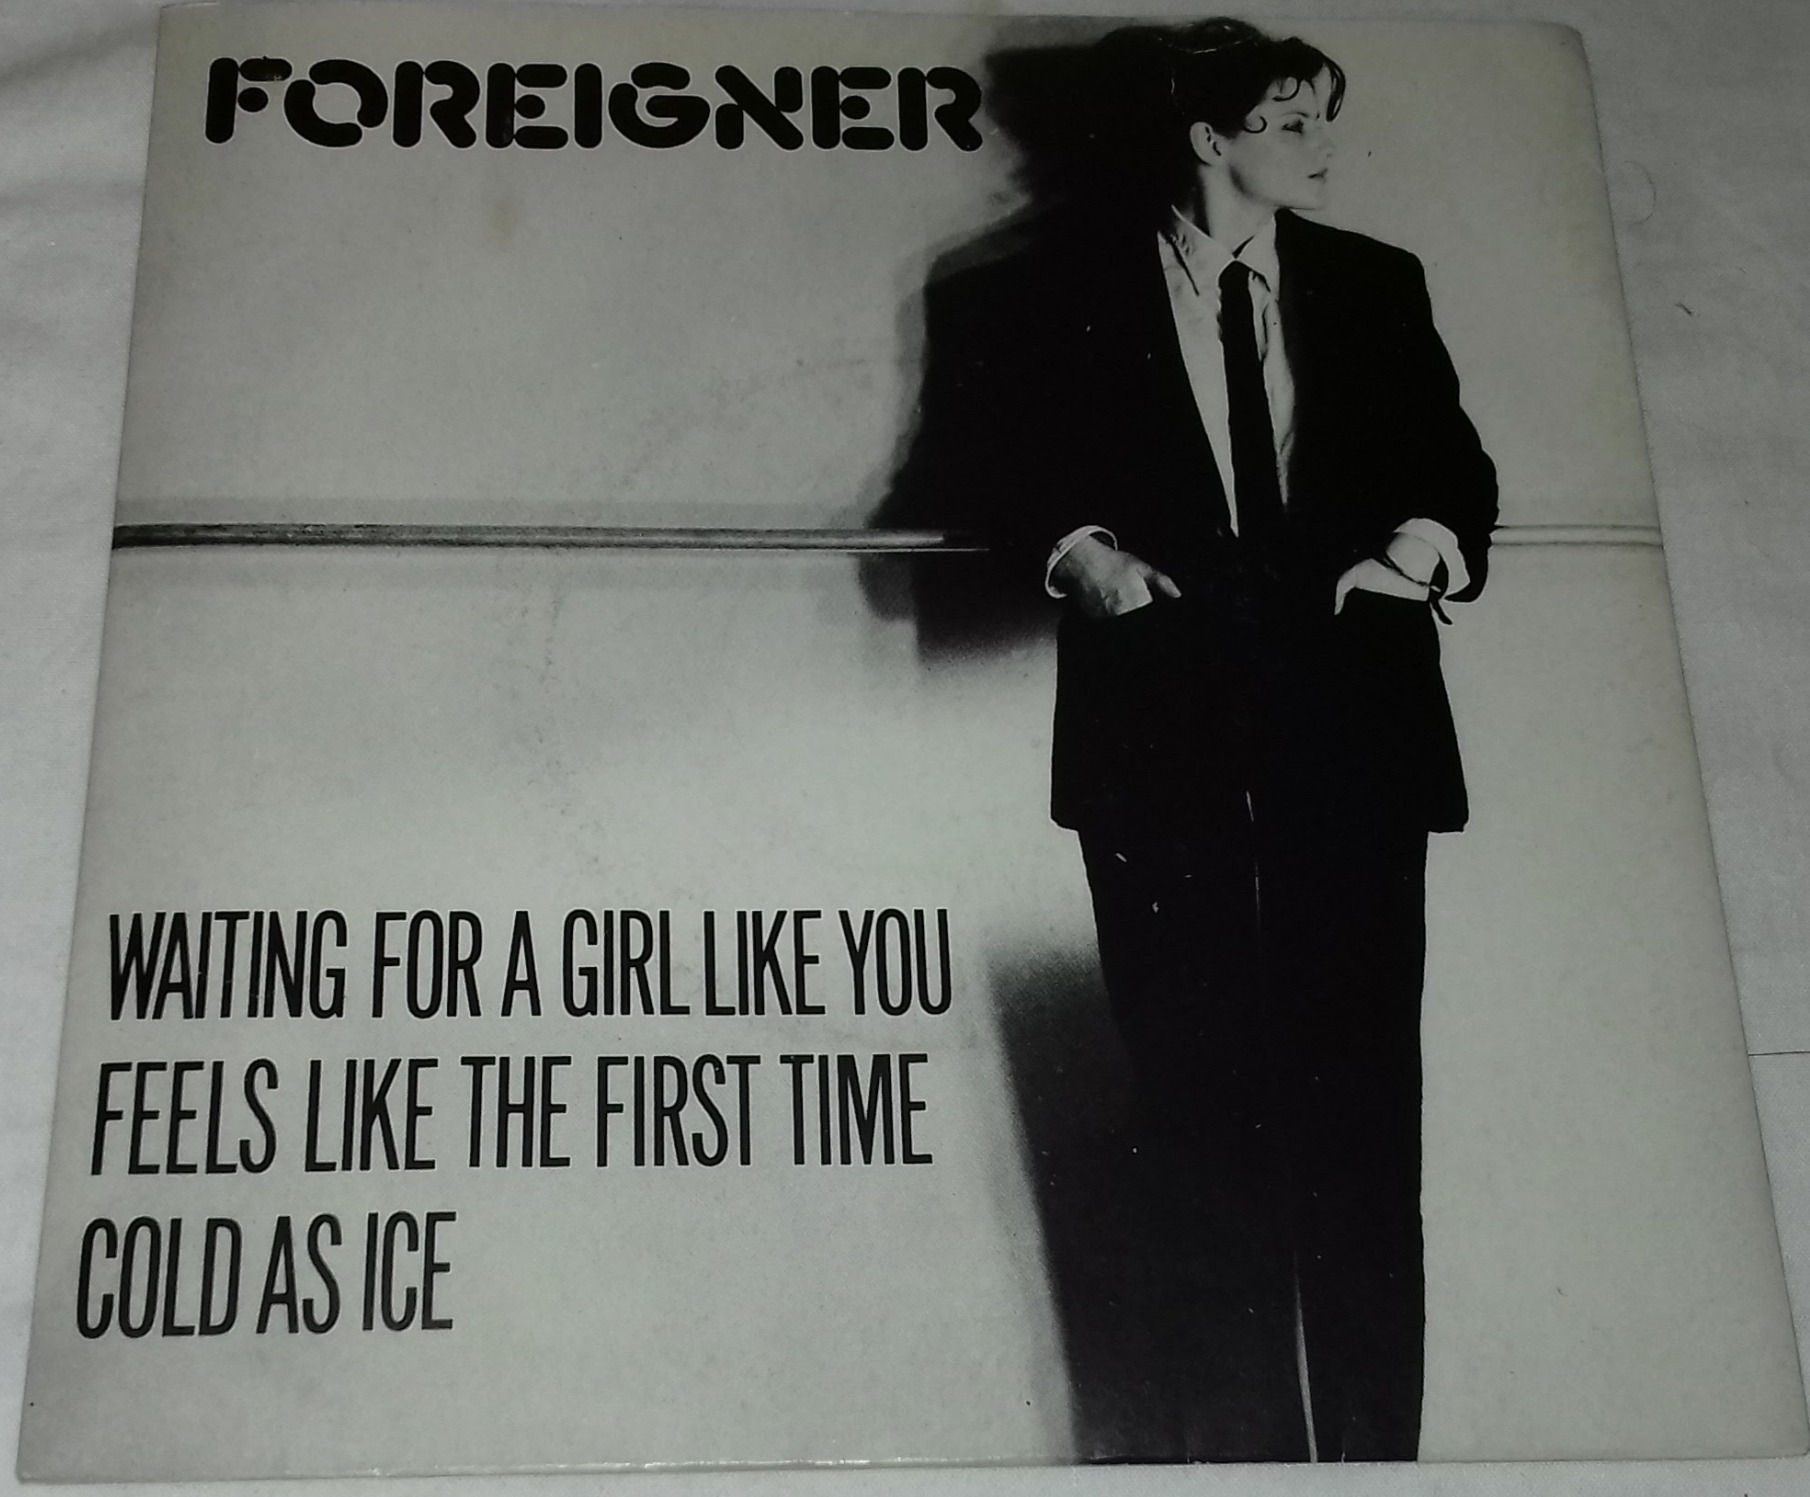 FOREIGNER
WAITING FOR A GIRL LIKE YOU
FEELS LIKE THE FIRST TIME
COLD AS ICE